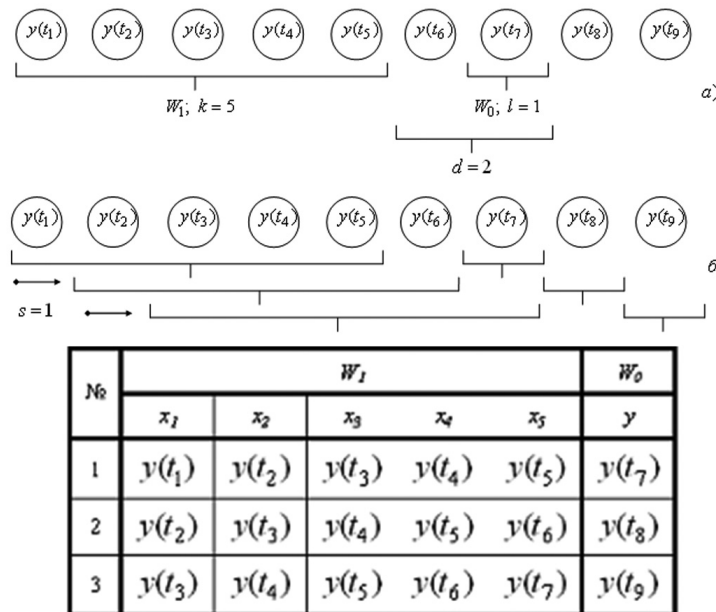 y(t₁) y(t₂) y(t₃) y(t₄) y(t₅) y(t₆) y(t₇) y(t₈) y(t₉)
W₁; k = 5 W₀; l = 1 а)
d = 2
y(t₁) y(t₂) y(t₃) y(t₄) y(t₅) y(t₆) y(t₇) y(t₈) y(t₉)
б
s = 1
№ W₁ W₀
x₁ x₂ x₃ x₄ x₅ y
1 y(t₁) y(t₂) y(t₃) y(t₄) y(t₅) y(t₇)
2 y(t₂) y(t₃) y(t₄) y(t₅) y(t₆) y(t₈)
3 y(t₃) y(t₄) y(t₅) y(t₆) y(t₇) y(t₉)